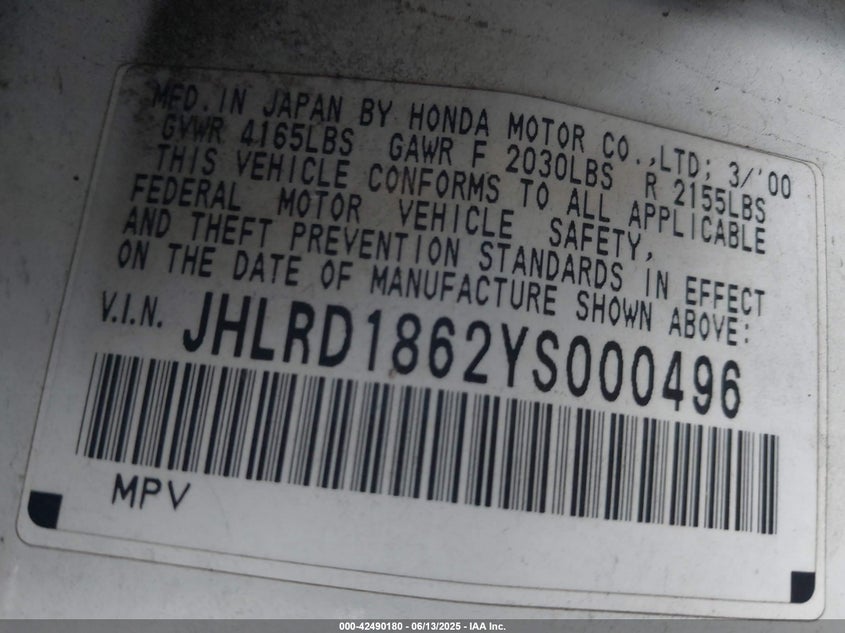 MFD. IN JAPAN BY HONDA MOTOR CO.,LTD; 3/'00
GVWR 4165LBS GAWR F 2030LBS R 2155LBS
THIS VEHICLE CONFORMS TO ALL APPLICABLE
FEDERAL MOTOR VEHICLE SAFETY,
AND THEFT PREVENTION STANDARDS IN EFFECT
ON THE DATE OF MANUFACTURE SHOWN ABOVE:
V.I.N. JHLRD1862YS000496
MPV
000-42490180 - 06/13/2025 - IAA Inc.